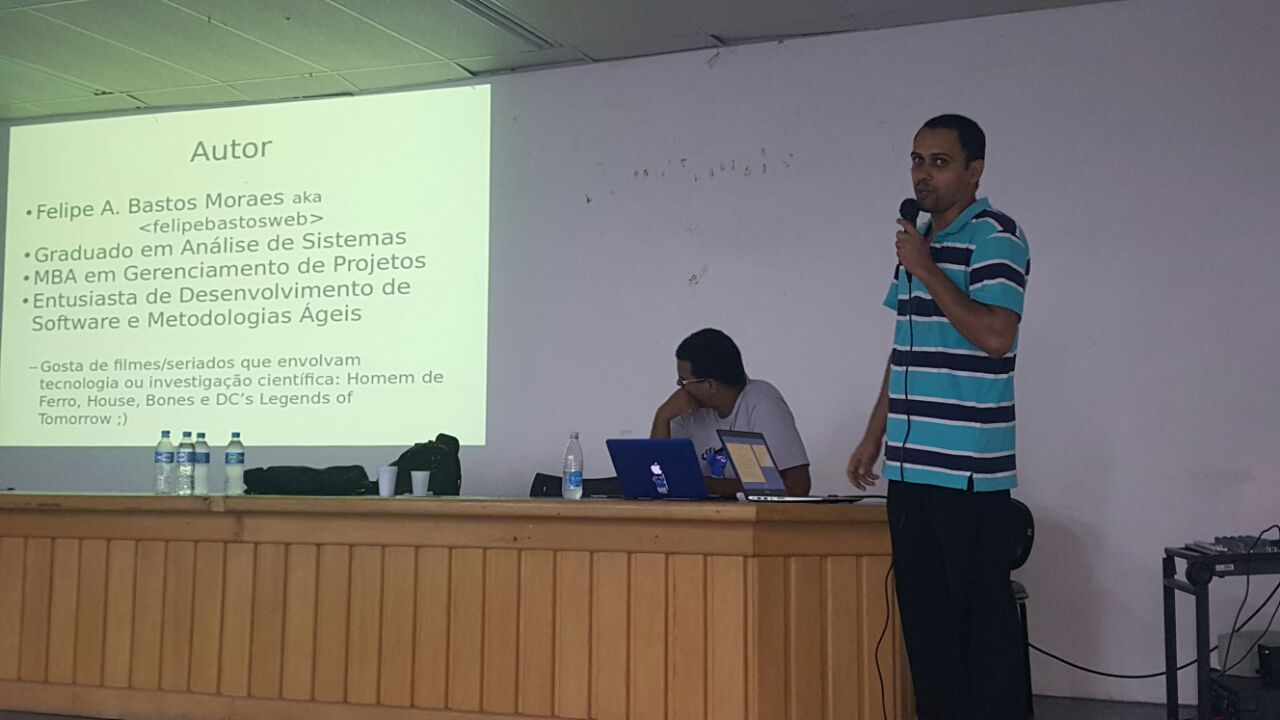 Autor
•Felipe A. Bastos Moraes aka
<felipebastosweb>
•Graduado em Análise de Sistemas
•MBA em Gerenciamento de Projetos
•Entusiasta de Desenvolvimento de
Software e Metodologias Ágeis
–Gosta de filmes/seriados que envolvam
tecnologia ou investigação científica: Homem de
Ferro, House, Bones e DC's Legends of
Tomorrow ;)